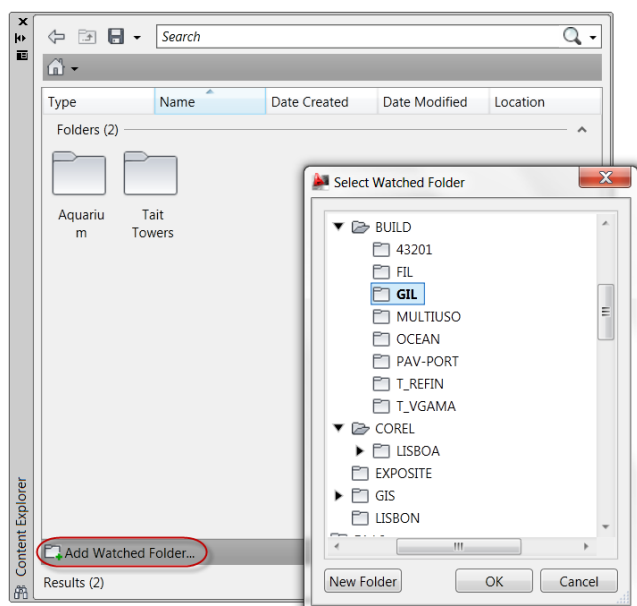 Search
Type Name Date Created Date Modified Location
Folders (2)
Aquariu
m
Tait
Towers
Content Explorer
Add Watched Folder...
Results (2)
Select Watched Folder
BUILD
43201
FIL
GIL
MULTIUSO
OCEAN
PAV-PORT
T_REFIN
T_VGAMA
COREL
LISBOA
EXPOSITE
GIS
LISBON
New Folder OK Cancel